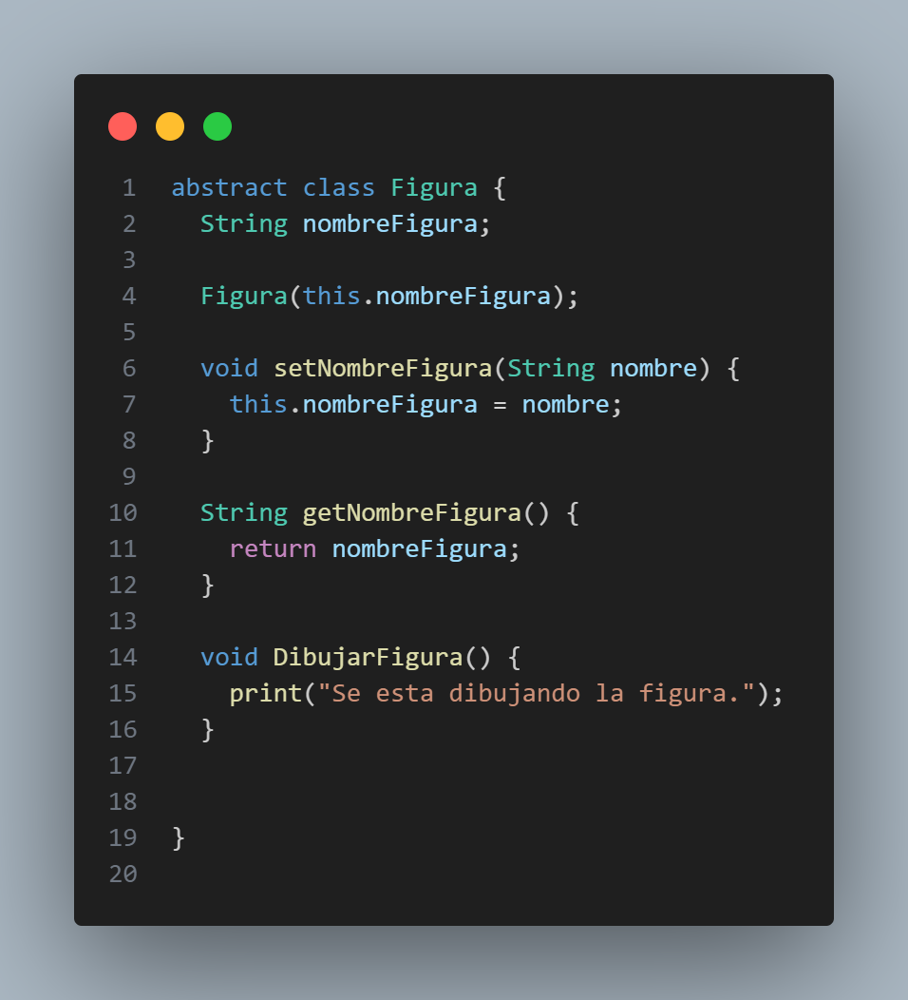 1 abstract class Figura {
2 String nombreFigura;
3
4 Figura(this.nombreFigura);
5
6 void setNombreFigura(String nombre) {
7 this.nombreFigura = nombre;
8 }
9
10 String getNombreFigura() {
11 return nombreFigura;
12 }
13
14 void DibujarFigura() {
15 print("Se esta dibujando la figura.");
16 }
17
18
19 }
20